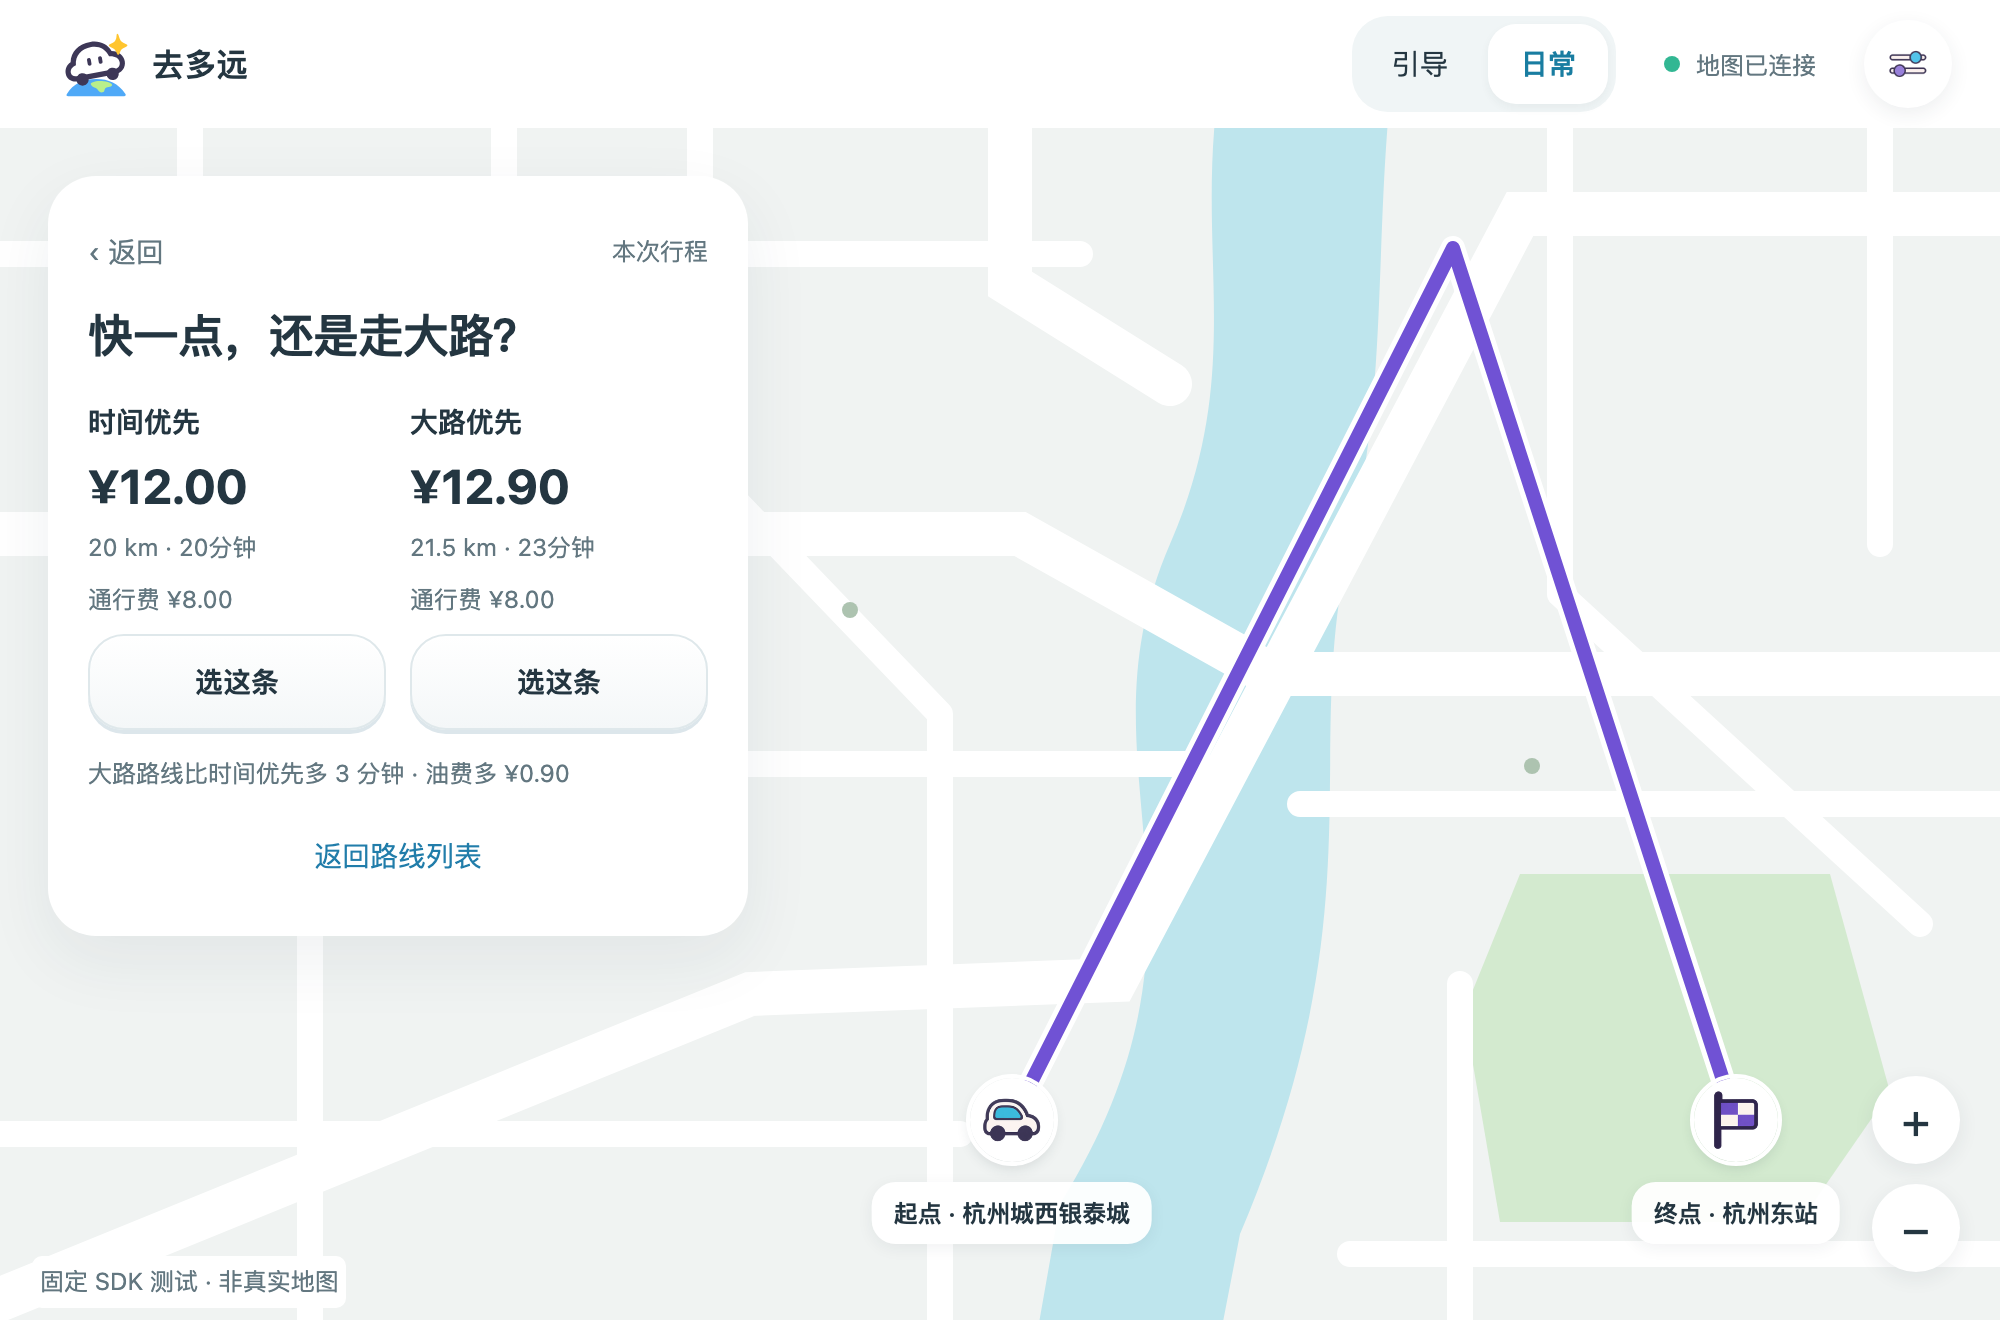 去多远
引导
日常
地图已连接
‹ 返回
本次行程
快一点，还是走大路?
时间优先
大路优先
¥12.00
¥12.90
20 km · 20分钟
21.5 km · 23分钟
通行费 ¥8.00
通行费 ¥8.00
选这条
选这条
大路路线比时间优先多 3 分钟 · 油费多 ¥0.90
返回路线列表
起点 · 杭州城西银泰城
终点 · 杭州东站
+
−
固定 SDK 测试 · 非真实地图